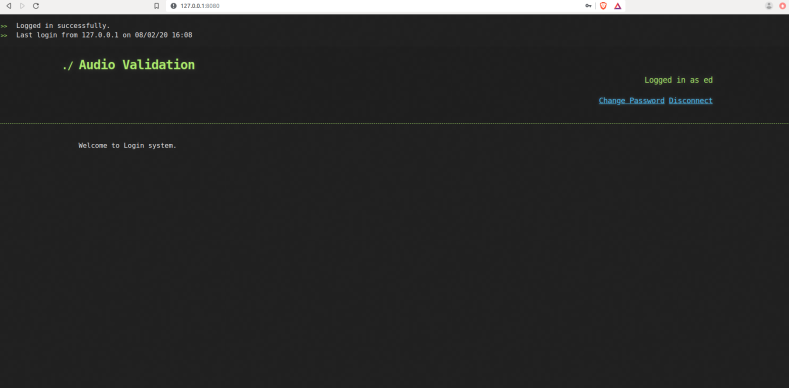 127.0.0.1:8080
>> Logged in successfully.
>> Last login from 127.0.0.1 on 08/02/20 16:08
./ Audio Validation
Logged in as ed
Change Password Disconnect
Welcome to Login system.